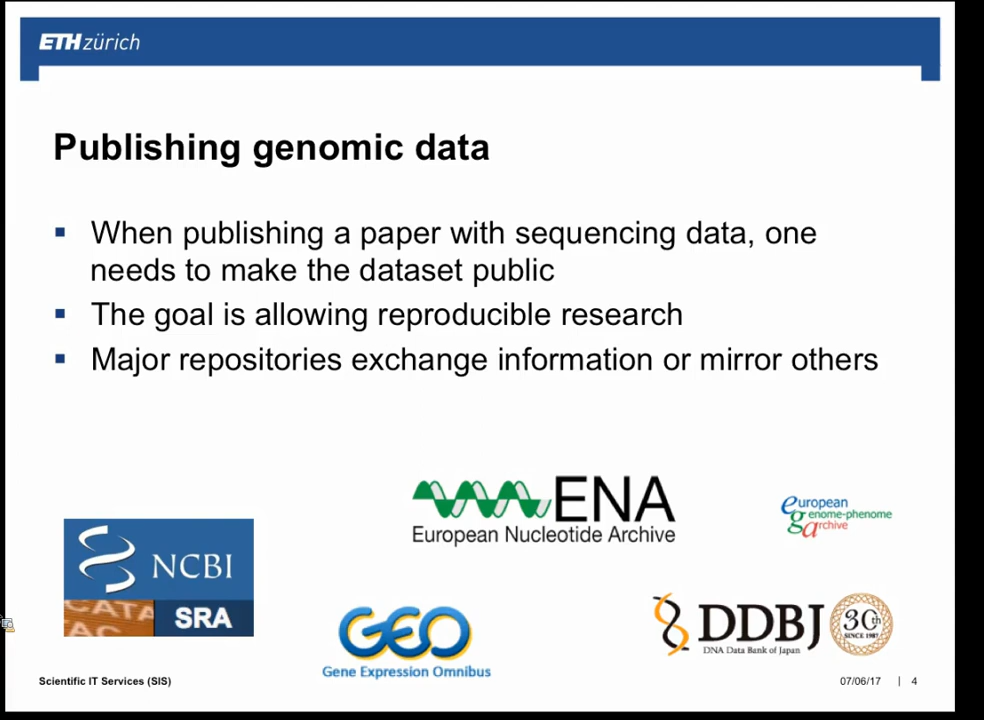 ETH zürich
Publishing genomic data
▪ When publishing a paper with sequencing data, one
needs to make the dataset public
▪ The goal is allowing reproducible research
▪ Major repositories exchange information or mirror others
ENA
European Nucleotide Archive
european
genome-phenome
archive
NCBI
CATA
TAC
SRA
GEO
Gene Expression Omnibus
DDBJ
DNA Data Bank of Japan
30th
SINCE 1987
Scientific IT Services (SIS)
07/06/17 | 4